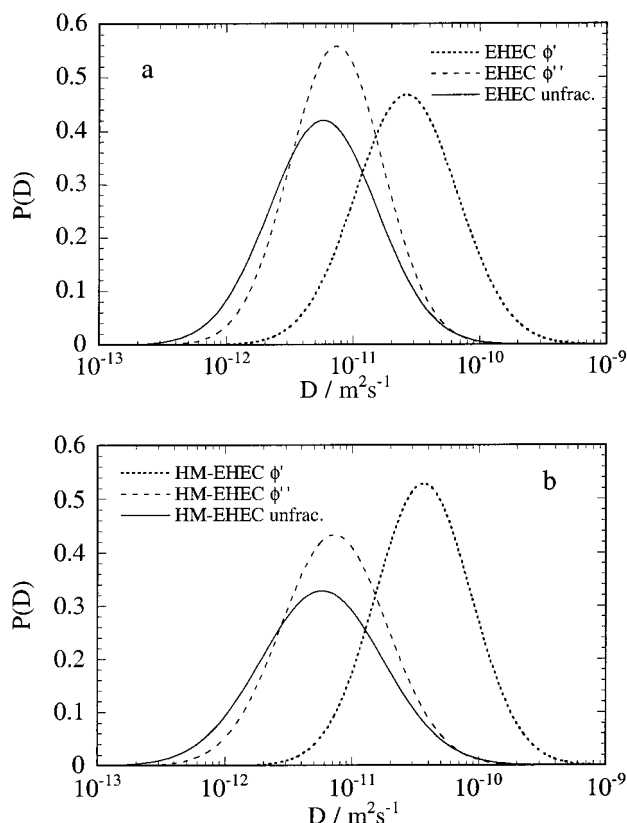 a
EHEC ϕ'
EHEC ϕ''
EHEC unfrac.
P(D)
0.6
0.5
0.4
0.3
0.2
0.1
0
10⁻¹³ 10⁻¹² 10⁻¹¹ 10⁻¹⁰ 10⁻⁹
D / m²s⁻¹
HM-EHEC ϕ'
HM-EHEC ϕ''
HM-EHEC unfrac.
b
P(D)
0.6
0.5
0.4
0.3
0.2
0.1
0
10⁻¹³ 10⁻¹² 10⁻¹¹ 10⁻¹⁰ 10⁻⁹
D / m²s⁻¹